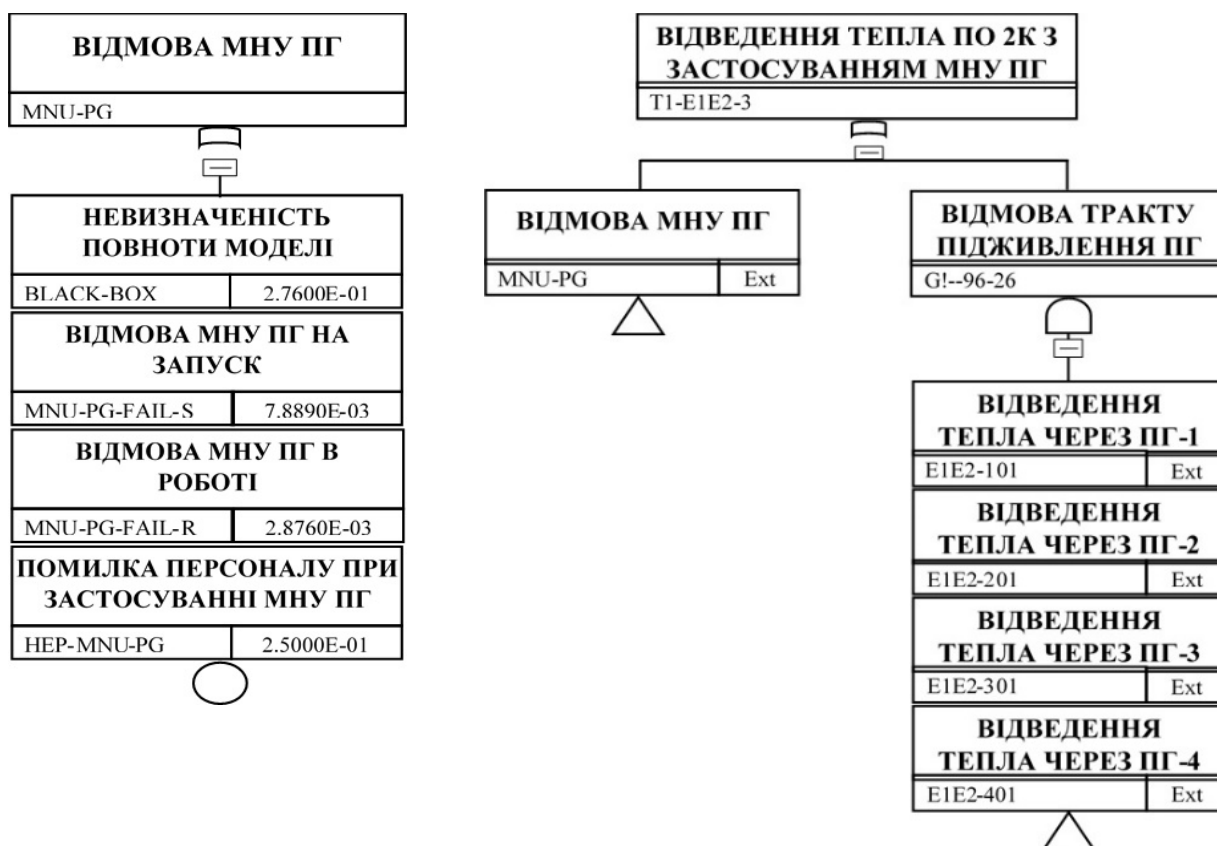 ВІДМОВА МНУ ПГ
MNU-PG
НЕВИЗНАЧЕНІСТЬ
ПОВНОТИ МОДЕЛІ
BLACK-BOX 2.7600E-01
ВІДМОВА МНУ ПГ НА
ЗАПУСК
MNU-PG-FAIL-S 7.8890E-03
ВІДМОВА МНУ ПГ В
РОБОТІ
MNU-PG-FAIL-R 2.8760E-03
ПОМИЛКА ПЕРСОНАЛУ ПРИ
ЗАСТОСУВАННІ МНУ ПГ
HEP-MNU-PG 2.5000E-01
ВІДВЕДЕННЯ ТЕПЛА ПО 2К З
ЗАСТОСУВАННЯМ МНУ ПГ
T1-E1E2-3
ВІДМОВА МНУ ПГ
MNU-PG Ext
ВІДМОВА ТРАКТУ
ПІДЖИВЛЕННЯ ПГ
G!--96-26
ВІДВЕДЕННЯ
ТЕПЛА ЧЕРЕЗ ПГ-1
E1E2-101 Ext
ВІДВЕДЕННЯ
ТЕПЛА ЧЕРЕЗ ПГ-2
E1E2-201 Ext
ВІДВЕДЕННЯ
ТЕПЛА ЧЕРЕЗ ПГ-3
E1E2-301 Ext
ВІДВЕДЕННЯ
ТЕПЛА ЧЕРЕЗ ПГ-4
E1E2-401 Ext